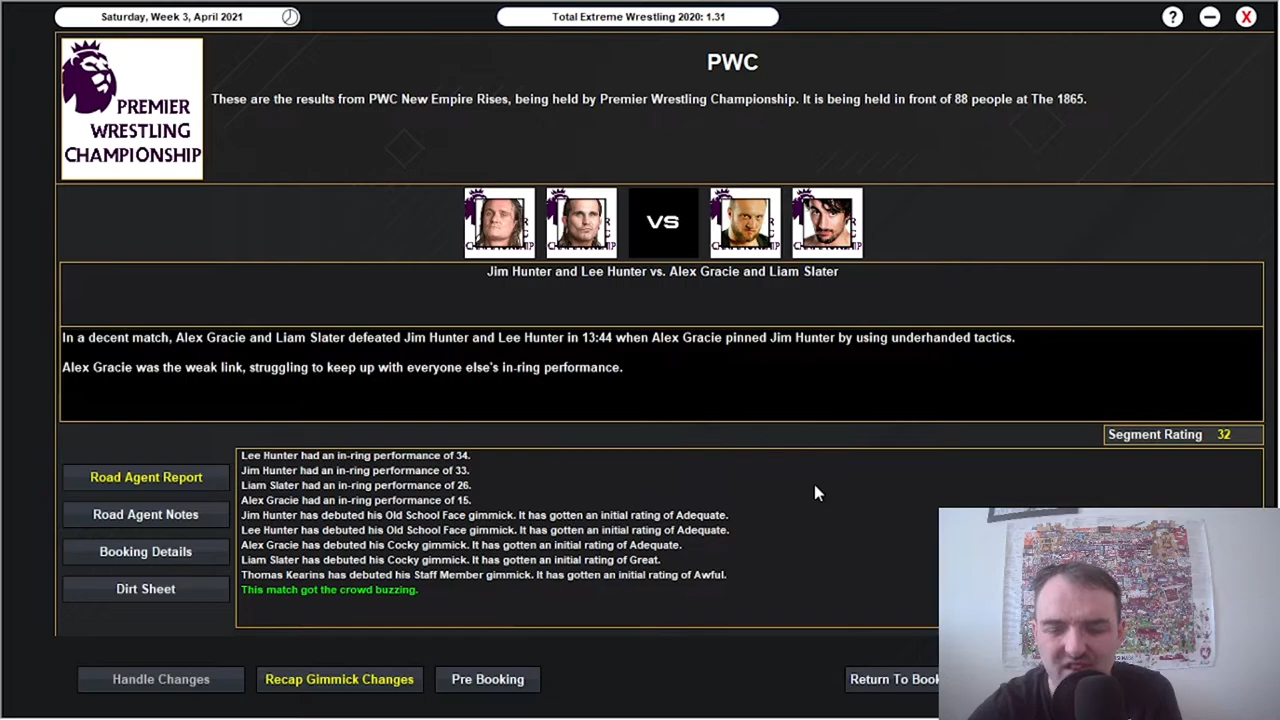 Saturday, Week 3, April 2021
Total Extreme Wrestling 2020: 1.31
?
X
PWC
PREMIER
WRESTLING
CHAMPIONSHIP
These are the results from PWC New Empire Rises, being held by Premier Wrestling Championship. It is being held in front of 88 people at The 1865.
VS
Jim Hunter and Lee Hunter vs. Alex Gracie and Liam Slater
In a decent match, Alex Gracie and Liam Slater defeated Jim Hunter and Lee Hunter in 13:44 when Alex Gracie pinned Jim Hunter by using underhanded tactics.
Alex Gracie was the weak link, struggling to keep up with everyone else's in-ring performance.
Segment Rating 32
Road Agent Report
Road Agent Notes
Booking Details
Dirt Sheet
Lee Hunter had an in-ring performance of 34.
Jim Hunter had an in-ring performance of 33.
Liam Slater had an in-ring performance of 26.
Alex Gracie had an in-ring performance of 15.
Jim Hunter has debuted his Old School Face gimmick. It has gotten an initial rating of Adequate.
Lee Hunter has debuted his Old School Face gimmick. It has gotten an initial rating of Adequate.
Alex Gracie has debuted his Cocky gimmick. It has gotten an initial rating of Adequate.
Liam Slater has debuted his Cocky gimmick. It has gotten an initial rating of Great.
Thomas Kearins has debuted his Staff Member gimmick. It has gotten an initial rating of Awful.
This match got the crowd buzzing.
Handle Changes
Recap Gimmick Changes
Pre Booking
Return To Book